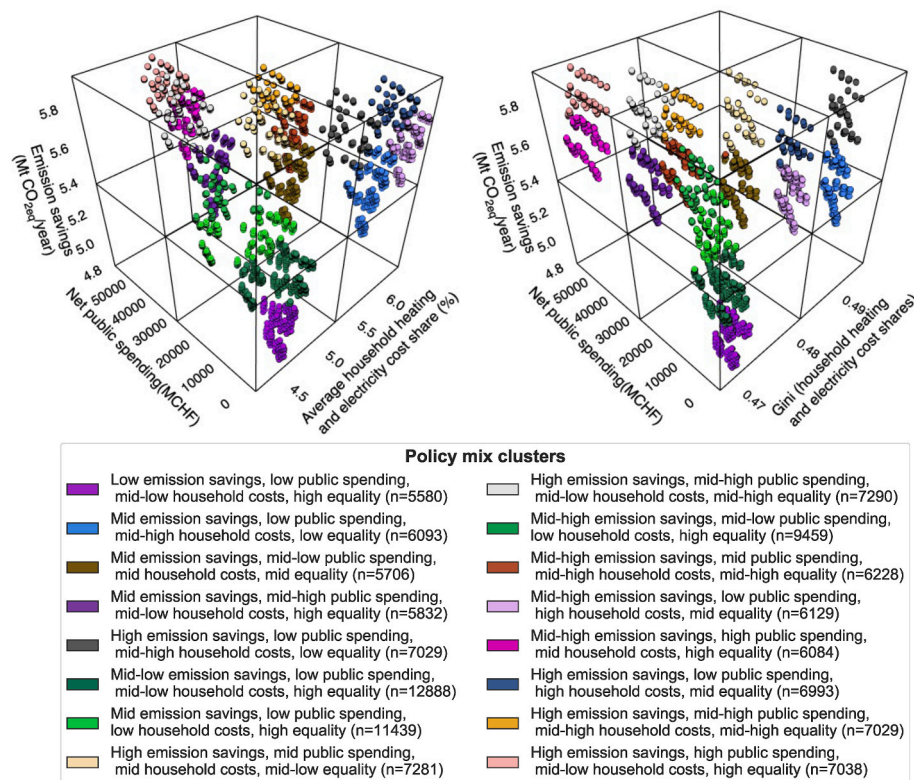 5.8
5.6
5.4
5.2
5.0
4.8
Emission savings
(Mt CO2eq/year)
50000
40000
30000
20000
10000
0
Net public spending(MCHF)
4.5
5.0
5.5
6.0
Average household heating
and electricity cost share (%)
5.8
5.6
5.4
5.2
5.0
4.8
Emission savings
(Mt CO2eq/year)
50000
40000
30000
20000
10000
0
Net public spending(MCHF)
0.47
0.48
0.49
Gini (household heating
and electricity cost shares)
Policy mix clusters
Low emission savings, low public spending,
mid-low household costs, high equality (n=5580)
Mid emission savings, low public spending,
mid-high household costs, low equality (n=6093)
Mid emission savings, mid-low public spending,
mid household costs, mid equality (n=5706)
Mid emission savings, mid-high public spending,
mid-low household costs, high equality (n=5832)
High emission savings, low public spending,
mid-high household costs, low equality (n=7029)
Mid-low emission savings, low public spending,
mid-low household costs, high equality (n=12888)
Mid emission savings, low public spending,
low household costs, high equality (n=11439)
High emission savings, mid public spending,
mid household costs, mid-low equality (n=7281)
High emission savings, mid-high public spending,
mid-low household costs, mid-high equality (n=7290)
Mid-high emission savings, mid-low public spending,
low household costs, high equality (n=9459)
Mid-high emission savings, mid public spending,
mid-high household costs, mid-high equality (n=6228)
Mid-high emission savings, low public spending,
high household costs, mid equality (n=6129)
Mid-high emission savings, high public spending,
mid household costs, high equality (n=6084)
High emission savings, low public spending,
high household costs, mid equality (n=6993)
High emission savings, mid-high public spending,
mid-high household costs, mid equality (n=7029)
High emission savings, high public spending,
mid-low household costs, high equality (n=7038)